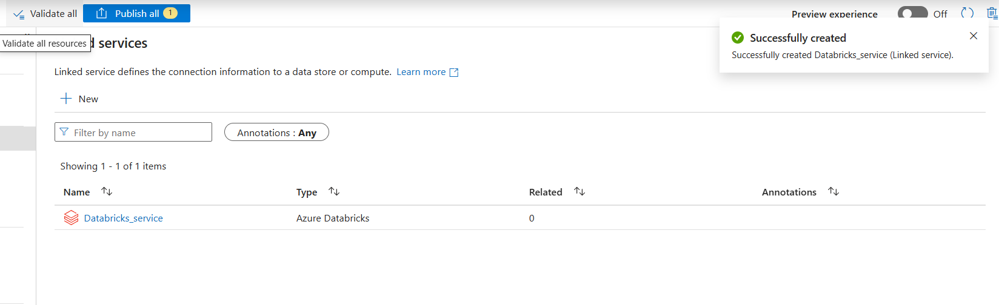 Validate all
Publish all 1
Preview experience
Off
Validate all resources
d services
Successfully created
Successfully created Databricks_service (Linked service).
Linked service defines the connection information to a data store or compute. Learn more
New
Filter by name
Annotations : Any
Showing 1 - 1 of 1 items
Name Type Related Annotations
Databricks_service Azure Databricks 0